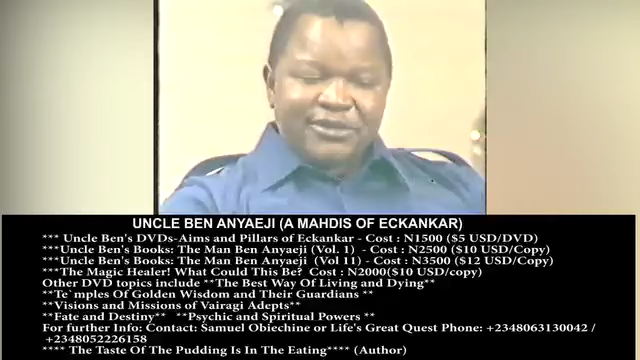 UNCLE BEN ANYAEJI (A MAHDIS OF ECKANKAR)
*** Uncle Ben's DVDs-Aims and Pillars of Eckankar - Cost : N1500 ($5 USD/DVD)
***Uncle Ben's Books: The Man Ben Anyaeji (Vol. 1)  - Cost : N2500 ($10 USD/Copy)
***Uncle Ben's Books: The Man Ben Anyaeji  (Vol 11) - Cost : N3500 ($12 USD/Copy)
***The Magic Healer! What Could This Be?  Cost : N2000($10 USD/copy)
Other DVD topics include **The Best Way Of Living and Dying**
**Te`mples Of Golden Wisdom and Their Guardians **
**Visions and Missions of Vairagi Adepts**
**Fate and Destiny**   **Psychic and Spiritual Powers **
For further Info: Contact: Samuel Obiechine or Life's Great Quest Phone: +2348063130042 /
+2348052226158
**** The Taste Of The Pudding Is In The Eating**** (Author)